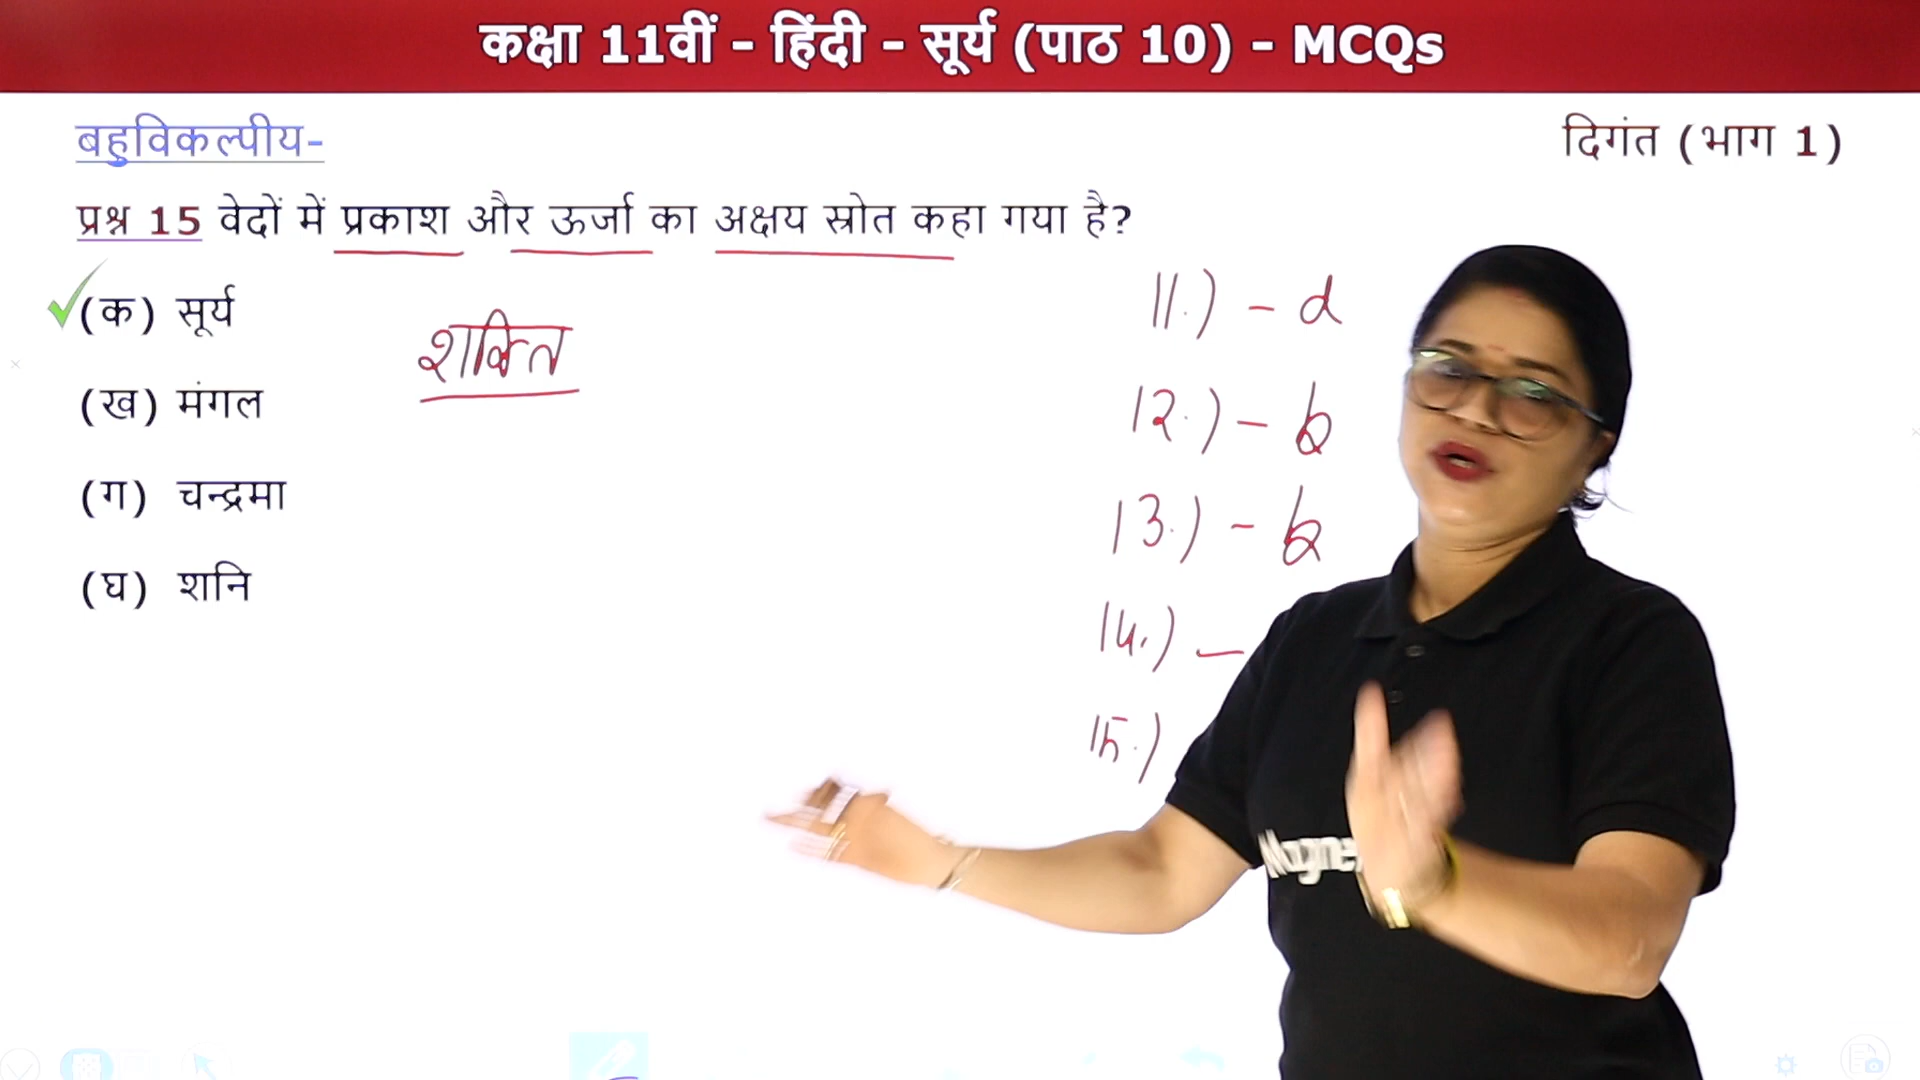 कक्षा 11वीं - हिंदी - सूर्य (पाठ 10) - MCQs
बहुविकल्पीय-
दिगंत (भाग 1)
प्रश्न 15 वेदों में प्रकाश और ऊर्जा का अक्षय स्रोत कहा गया है?
(क) सूर्य
(ख) मंगल
(ग) चन्द्रमा
(घ) शनि
शक्ति
11.) - d
12.) - b
13.) - b
14.) -
15.)
Magne